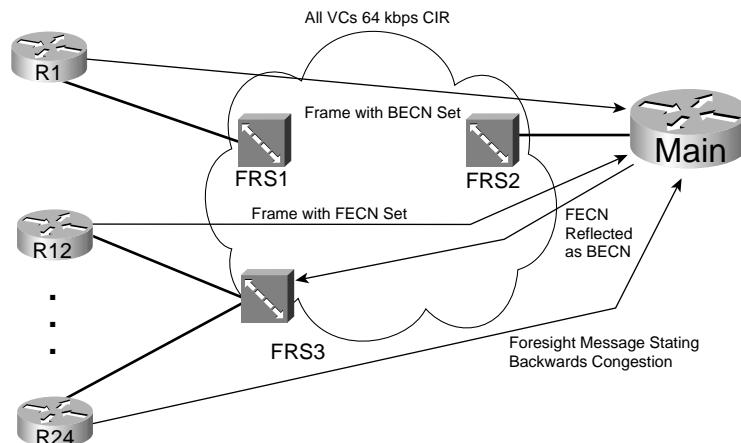 All VCs 64 kbps CIR
R1
Frame with BECN Set
FRS1
FRS2
Main
Frame with FECN Set
R12
FECN
Reflected
as BECN
FRS3
Foresight Message Stating
Backwards Congestion
R24